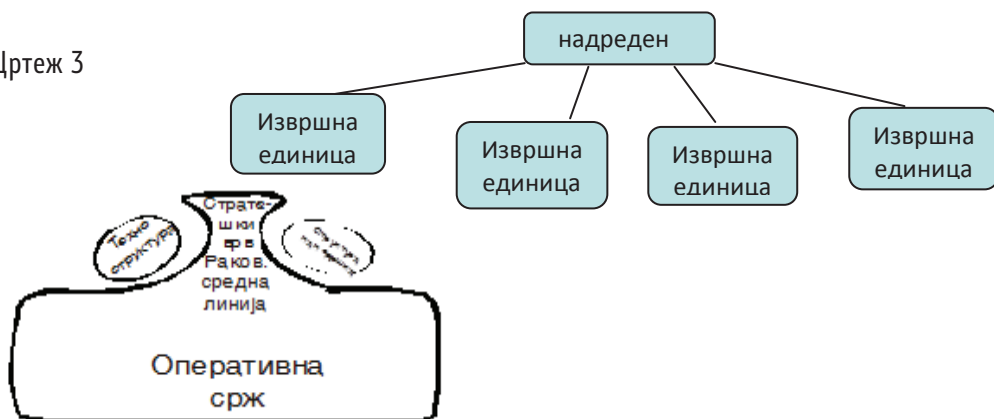 Цртеж 3
надреден
Извршна
единица
Извршна
единица
Извршна
единица
Извршна
единица
Техно
структура
Страте-
шки
врв
Раков.
средна
линија
Оперативна
срж